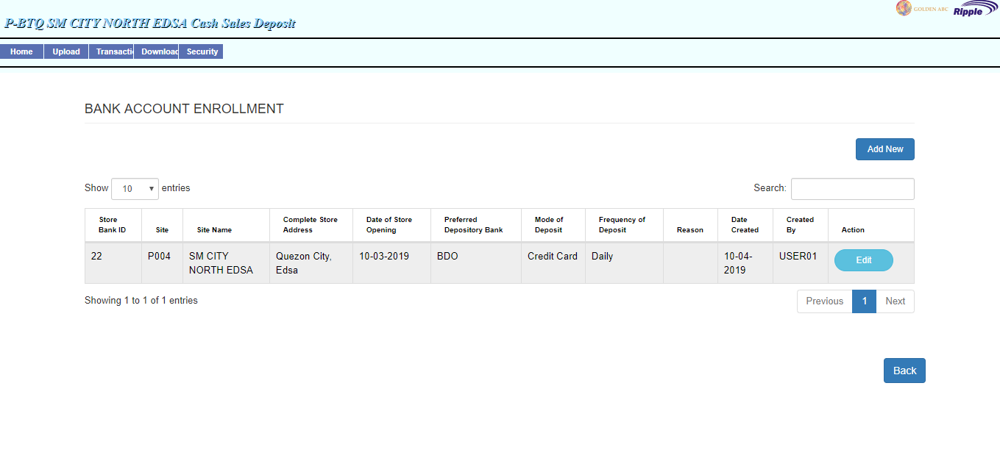 GOLDEN ABC Ripple
P-BTQ SM CITY NORTH EDSA Cash Sales Deposit
Home Upload Transacti Download Security
BANK ACCOUNT ENROLLMENT
Add New
Show 10 entries Search:
Store Bank ID Site Site Name Complete Store Address Date of Store Opening Preferred Depository Bank Mode of Deposit Frequency of Deposit Reason Date Created Created By Action
22 P004 SM CITY NORTH EDSA Quezon City, Edsa 10-03-2019 BDO Credit Card Daily 10-04-2019 USER01 Edit
Showing 1 to 1 of 1 entries Previous 1 Next
Back